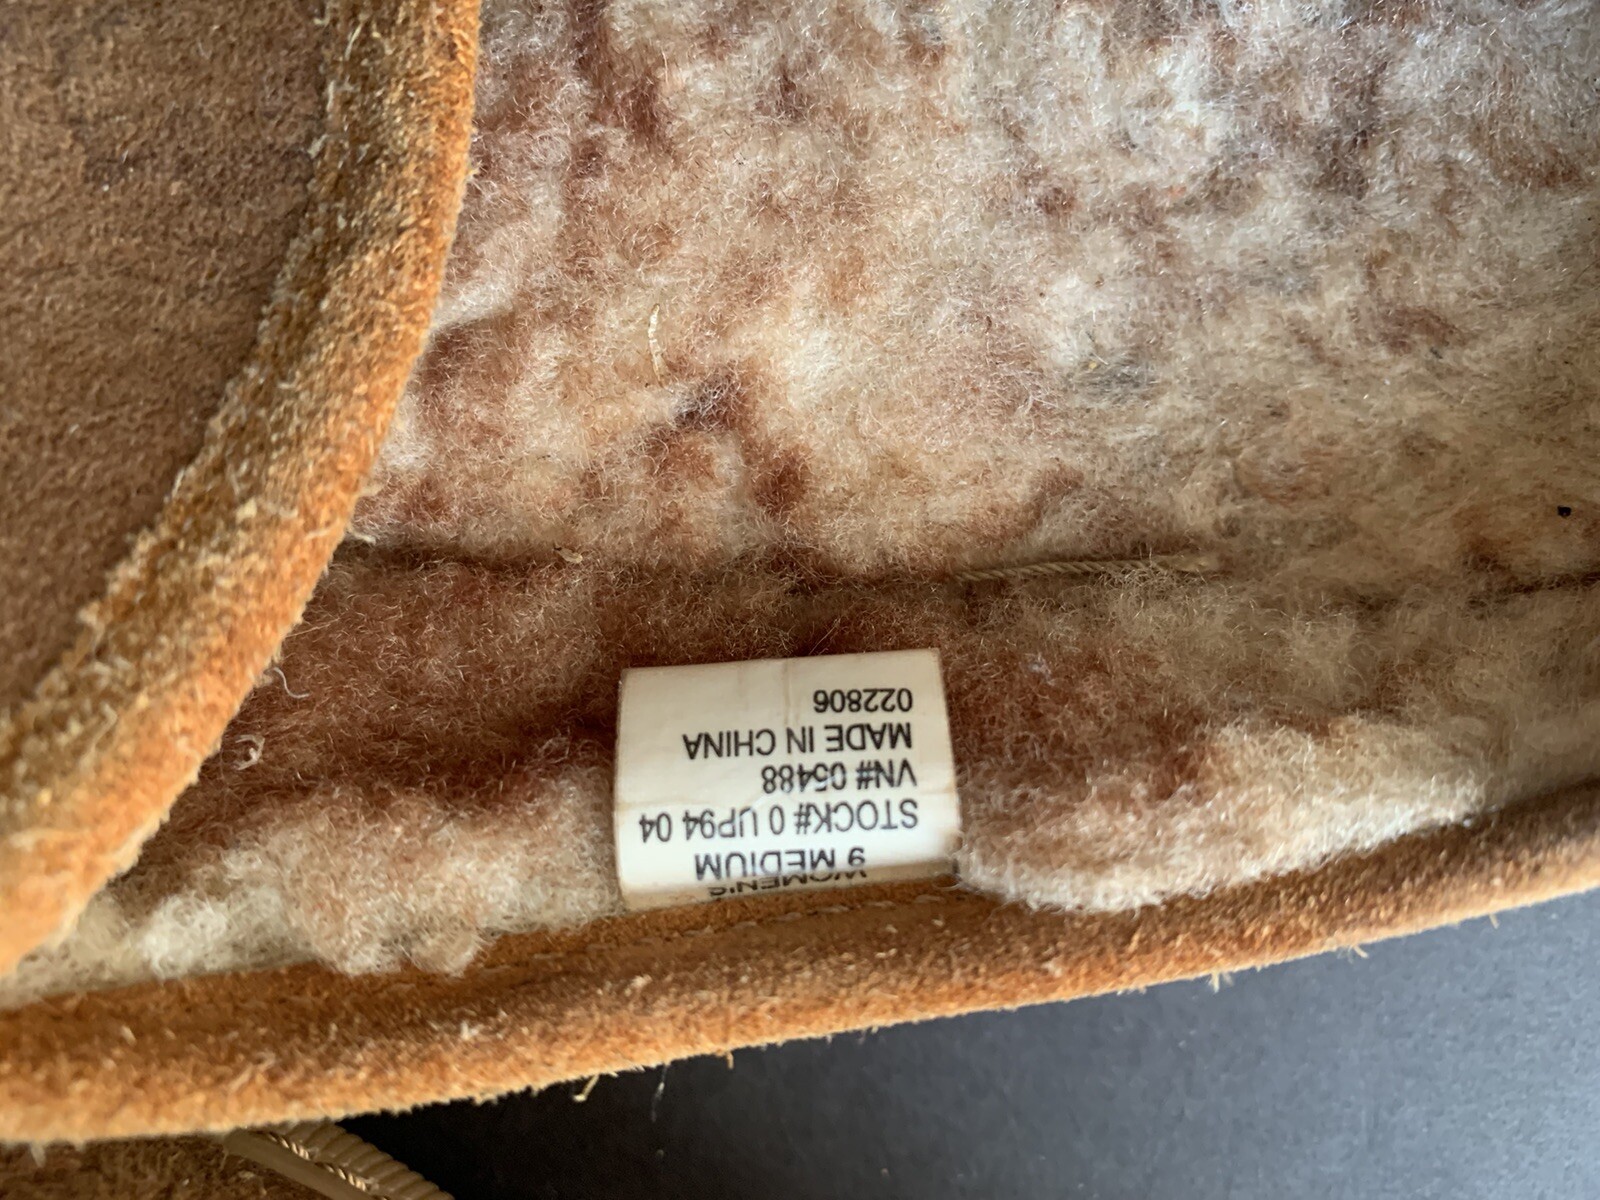 WOMEN'S
9 MEDIUM
STOCK# 0 UP94 04
VN# 05488
MADE IN CHINA
022806